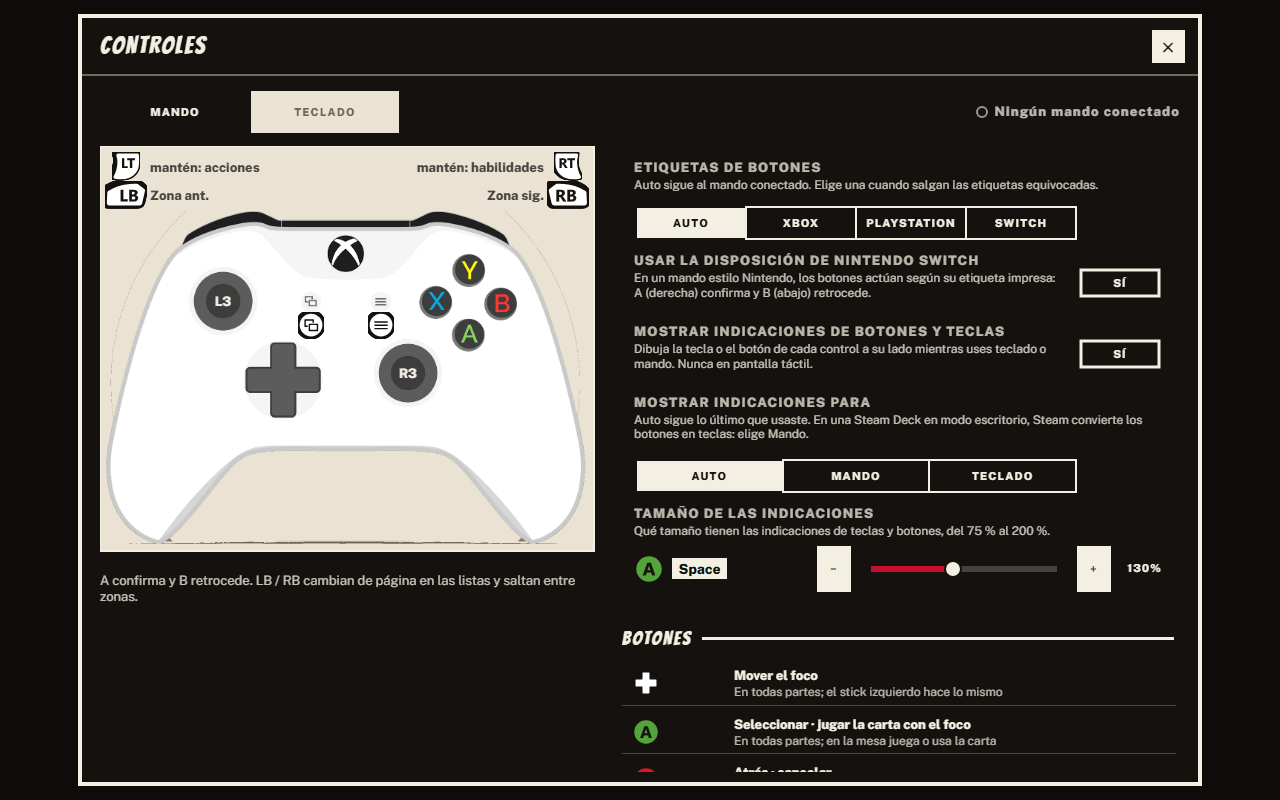 CONTROLES
×
MANDO
TECLADO
Ningún mando conectado
LT
mantén: acciones
mantén: habilidades
RT
LB
Zona ant.
Zona sig.
RB
Y
L3
X
B
A
R3
A confirma y B retrocede. LB / RB cambian de página en las listas y saltan entre
zonas.
ETIQUETAS DE BOTONES
Auto sigue al mando conectado. Elige una cuando salgan las etiquetas equivocadas.
AUTO
XBOX
PLAYSTATION
SWITCH
USAR LA DISPOSICIÓN DE NINTENDO SWITCH
En un mando estilo Nintendo, los botones actúan según su etiqueta impresa:
A (derecha) confirma y B (abajo) retrocede.
SÍ
MOSTRAR INDICACIONES DE BOTONES Y TECLAS
Dibuja la tecla o el botón de cada control a su lado mientras uses teclado o
mando. Nunca en pantalla táctil.
SÍ
MOSTRAR INDICACIONES PARA
Auto sigue lo último que usaste. En una Steam Deck en modo escritorio, Steam convierte los
botones en teclas: elige Mando.
AUTO
MANDO
TECLADO
TAMAÑO DE LAS INDICACIONES
Qué tamaño tienen las indicaciones de teclas y botones, del 75 % al 200 %.
A
Space
-
+
130%
BOTONES
Mover el foco
En todas partes; el stick izquierdo hace lo mismo
A
Seleccionar · jugar la carta con el foco
En todas partes; en la mesa juega o usa la carta